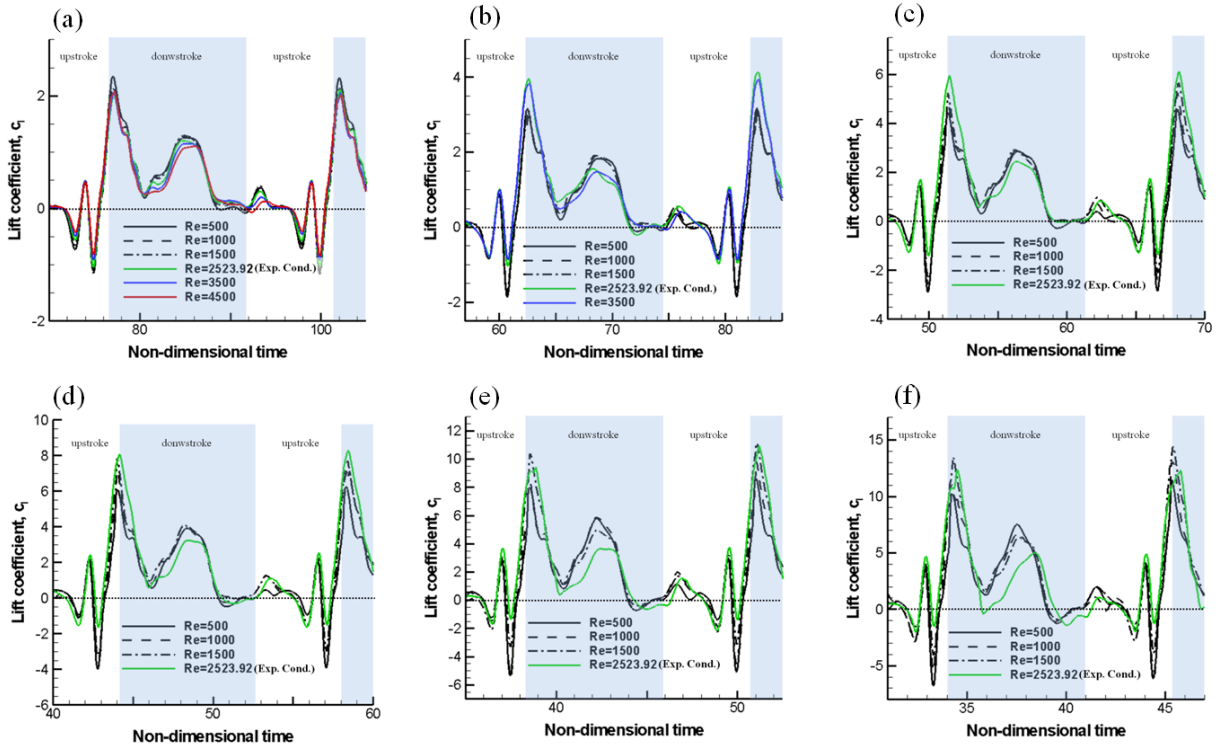 (a)
upstroke donwstroke upstroke
2
0
-2
80 100
Lift coefficient, cl
Non-dimensional time
Re=500
Re=1000
Re=1500
Re=2523.92 (Exp. Cond.)
Re=3500
Re=4500
(b)
upstroke donwstroke upstroke
4
2
0
-2
60 70 80
Lift coefficient, cl
Non-dimensional time
Re=500
Re=1000
Re=1500
Re=2523.92 (Exp. Cond.)
Re=3500
(c)
upstroke donwstroke upstroke
6
4
2
0
-2
-4
50 60 70
Lift coefficient, cl
Non-dimensional time
Re=500
Re=1000
Re=1500
Re=2523.92 (Exp. Cond.)
(d)
upstroke donwstroke upstroke
10
8
6
4
2
0
-2
-4
-6
40 50 60
Lift coefficient, cl
Non-dimensional time
Re=500
Re=1000
Re=1500
Re=2523.92 (Exp. Cond.)
(e)
upstroke donwstroke upstroke
12
10
8
6
4
2
0
-2
-4
-6
40 50
Lift coefficient, cl
Non-dimensional time
Re=500
Re=1000
Re=1500
Re=2523.92 (Exp. Cond.)
(f)
upstroke donwstroke upstroke
15
10
5
0
-5
35 40 45
Lift coefficient, cl
Non-dimensional time
Re=500
Re=1000
Re=1500
Re=2523.92 (Exp. Cond.)